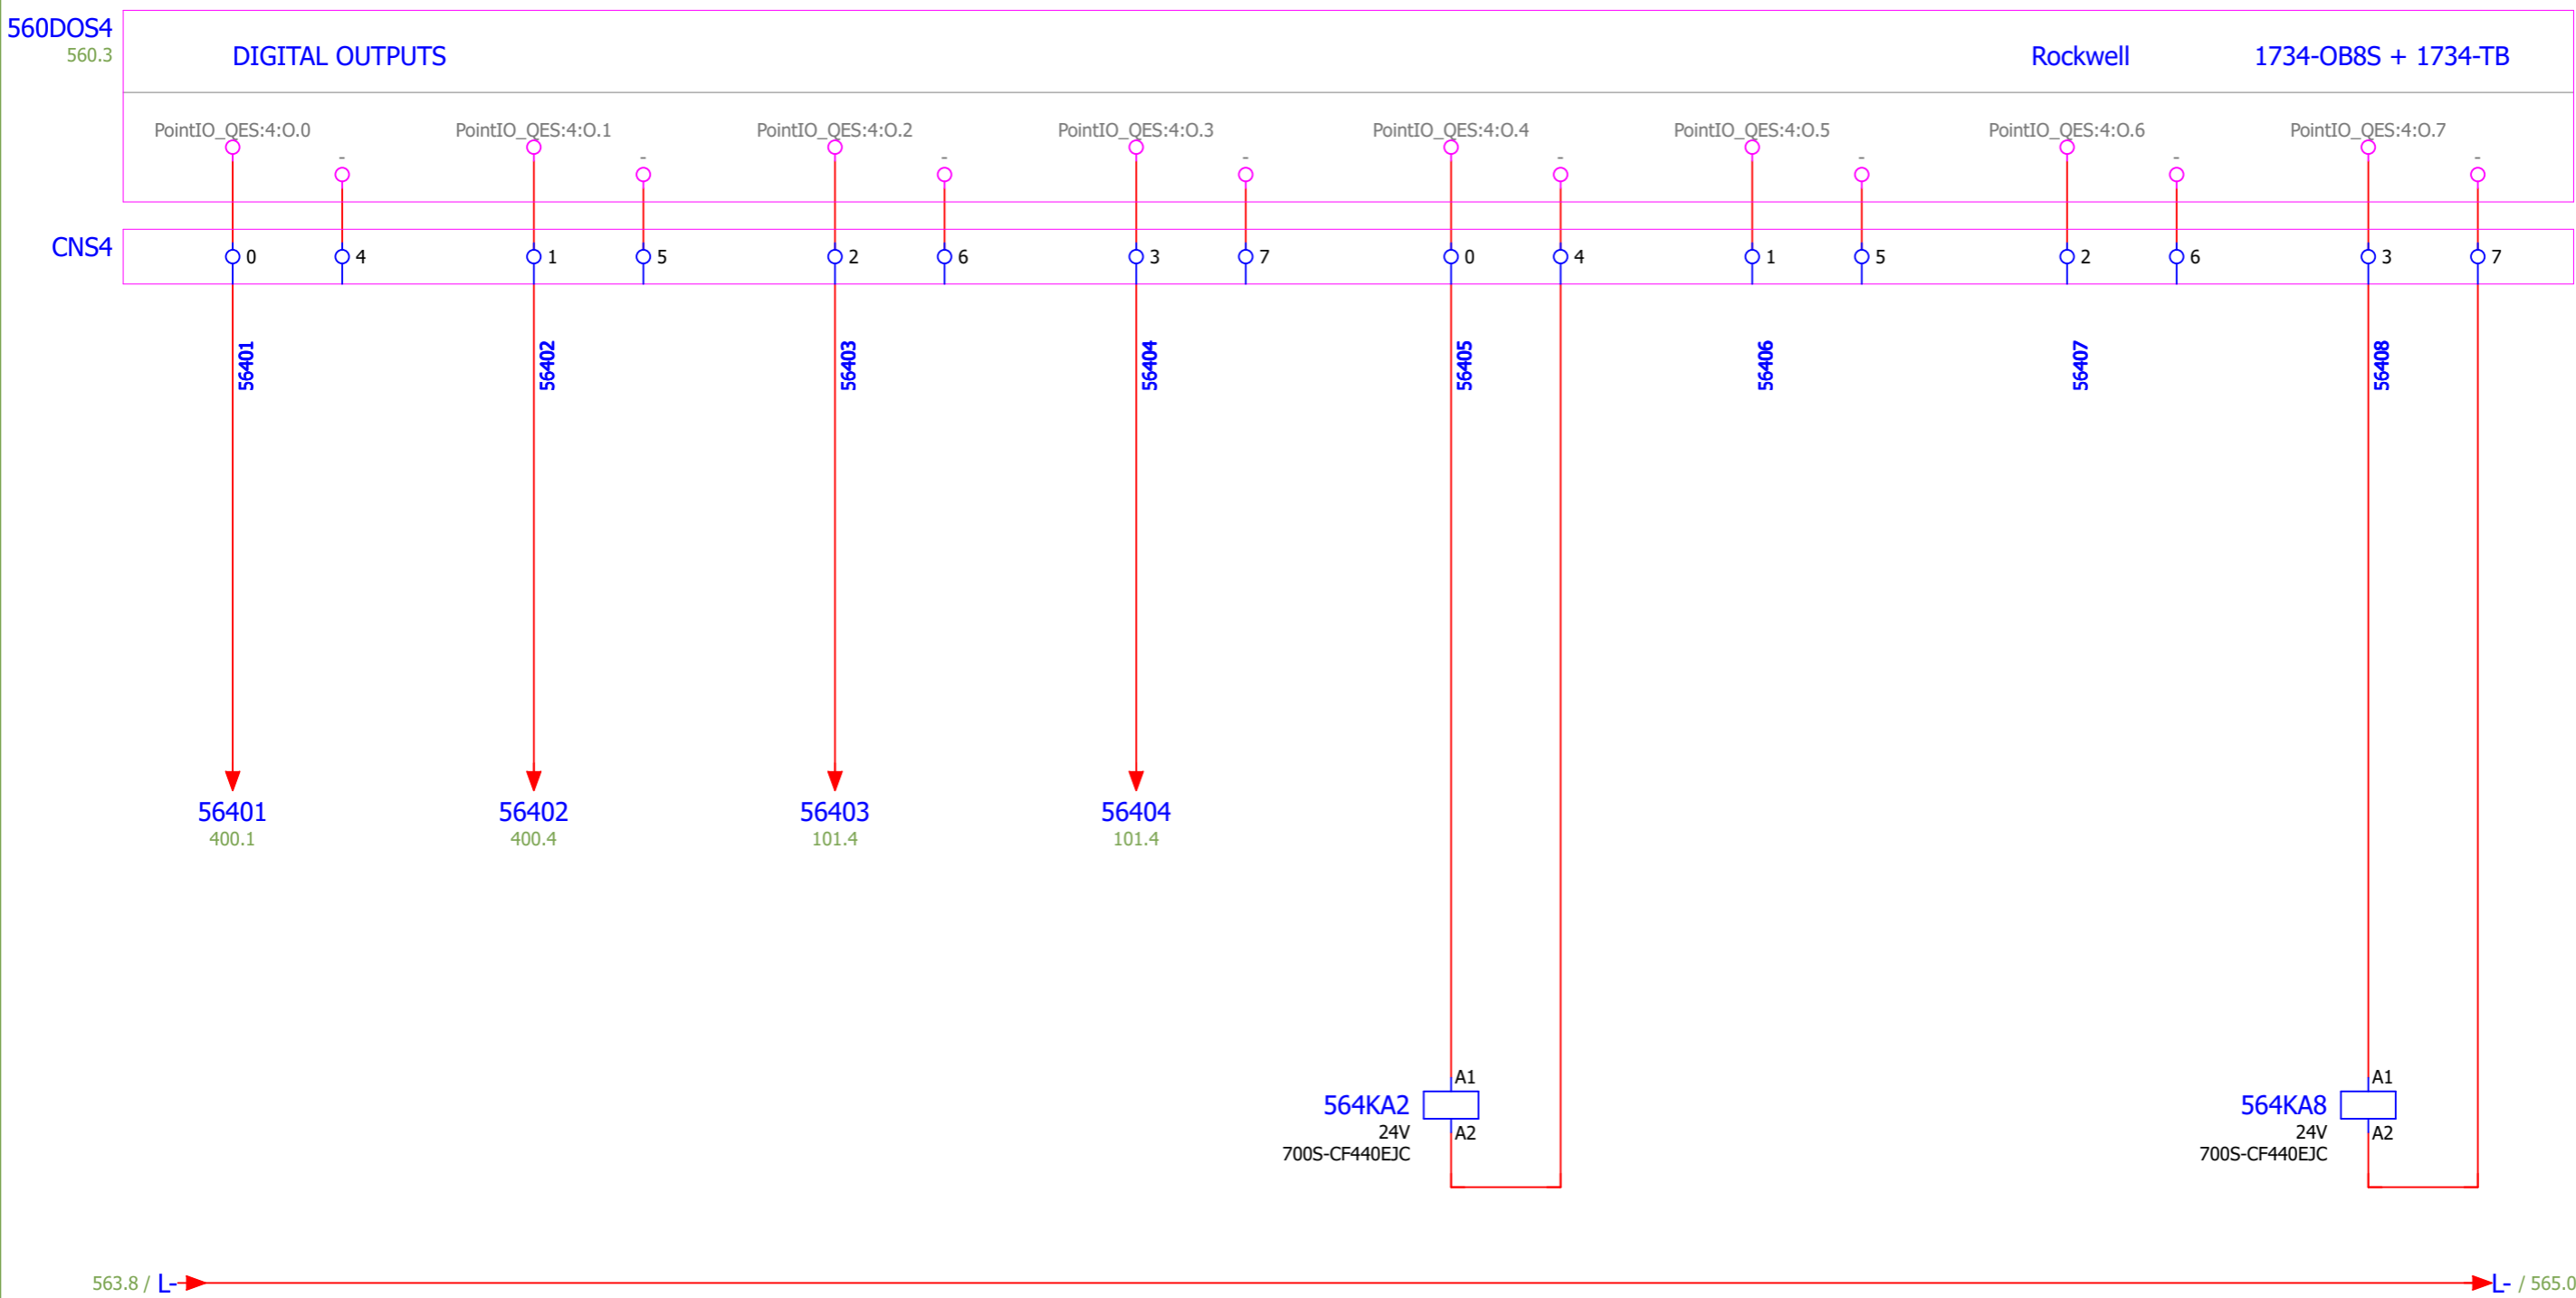 560DOS4
560.3
DIGITAL OUTPUTS Rockwell 1734-OB8S + 1734-TB
PointIO_QES:4:O.0 PointIO_QES:4:O.1 PointIO_QES:4:O.2 PointIO_QES:4:O.3 PointIO_QES:4:O.4 PointIO_QES:4:O.5 PointIO_QES:4:O.6 PointIO_QES:4:O.7
- - - - - - - -
CNS4
0 4 1 5 2 6 3 7 0 4 1 5 2 6 3 7
56401 56402 56403 56404 56405 56406 56407 56408
56401 56402 56403 56404
400.1 400.4 101.4 101.4
A1 A1
564KA2 564KA8
24V A2 24V A2
700S-CF440EJC 700S-CF440EJC
563.8 / L- L- / 565.0